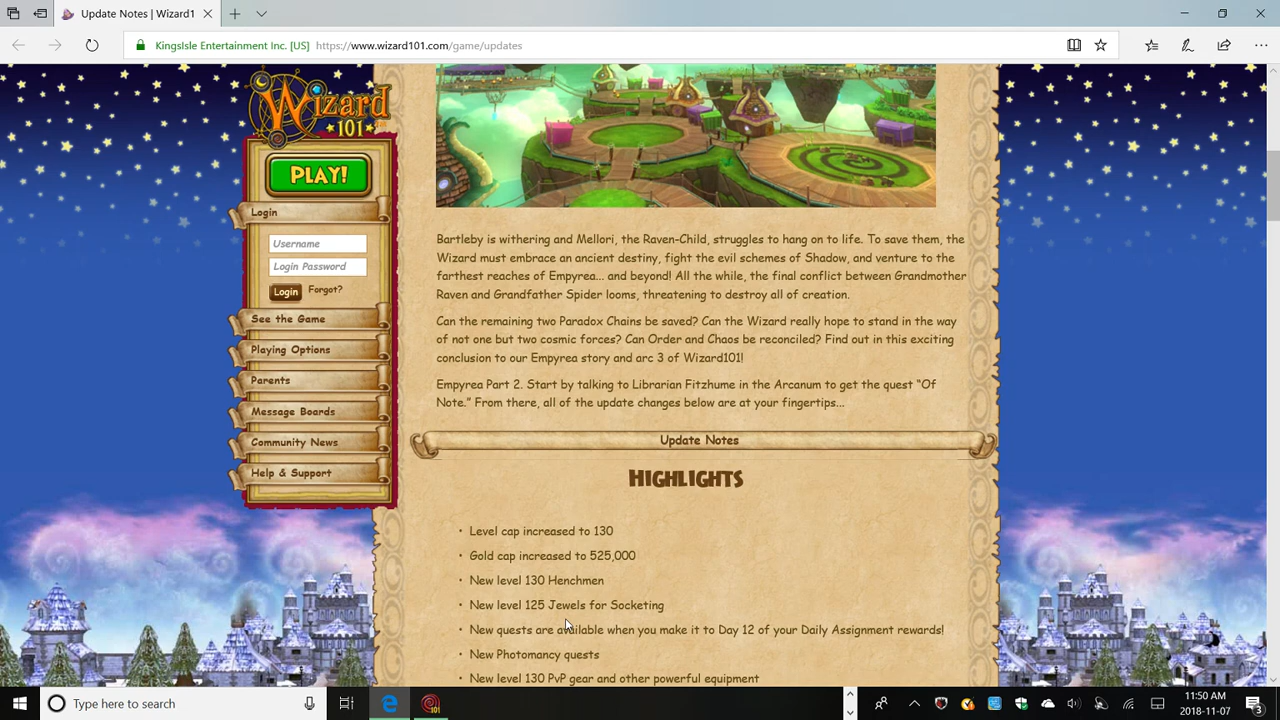 Update Notes | Wizard1
KingsIsle Entertainment Inc. [US]
https://www.wizard101.com/game/updates
Wizard
101
PLAY!
Login
Username
Login Password
Login
Forgot?
See the Game
Playing Options
Parents
Message Boards
Community News
Help & Support
Bartleby is withering and Mellori, the Raven-Child, struggles to hang on to life. To save them, the
Wizard must embrace an ancient destiny, fight the evil schemes of Shadow, and venture to the
farthest reaches of Empyrea... and beyond! All the while, the final conflict between Grandmother
Raven and Grandfather Spider looms, threatening to destroy all of creation.
Can the remaining two Paradox Chains be saved? Can the Wizard really hope to stand in the way
of not one but two cosmic forces? Can Order and Chaos be reconciled? Find out in this exciting
conclusion to our Empyrea story and arc 3 of Wizard101!
Empyrea Part 2. Start by talking to Librarian Fitzhume in the Arcanum to get the quest “Of
Note.” From there, all of the update changes below are at your fingertips...
Update Notes
HIGHLIGHTS
• Level cap increased to 130
• Gold cap increased to 525,000
• New level 130 Henchmen
• New level 125 Jewels for Socketing
• New quests are available when you make it to Day 12 of your Daily Assignment rewards!
• New Photomancy quests
• New level 130 PvP gear and other powerful equipment
Type here to search
101
11:50 AM
2018-11-07
3